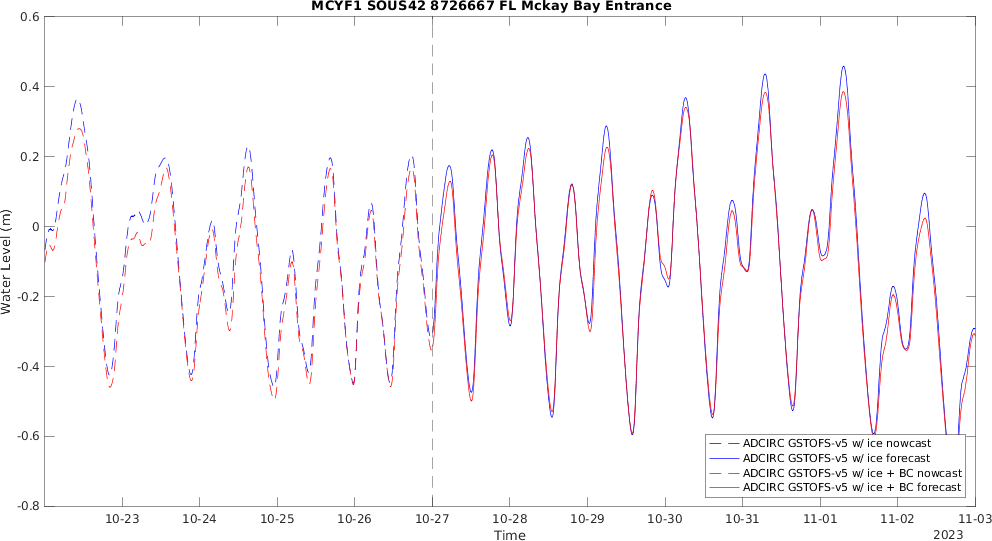 MCYF1 SOUS42 8726667 FL Mckay Bay Entrance
Water Level (m)
0.6
0.4
0.2
0
-0.2
-0.4
-0.6
-0.8
ADCIRC GSTOFS-v5 w/ ice nowcast
ADCIRC GSTOFS-v5 w/ ice forecast
ADCIRC GSTOFS-v5 w/ ice + BC nowcast
ADCIRC GSTOFS-v5 w/ ice + BC forecast
10-23 10-24 10-25 10-26 10-27 10-28 10-29 10-30 10-31 11-01 11-02 11-03
Time
2023